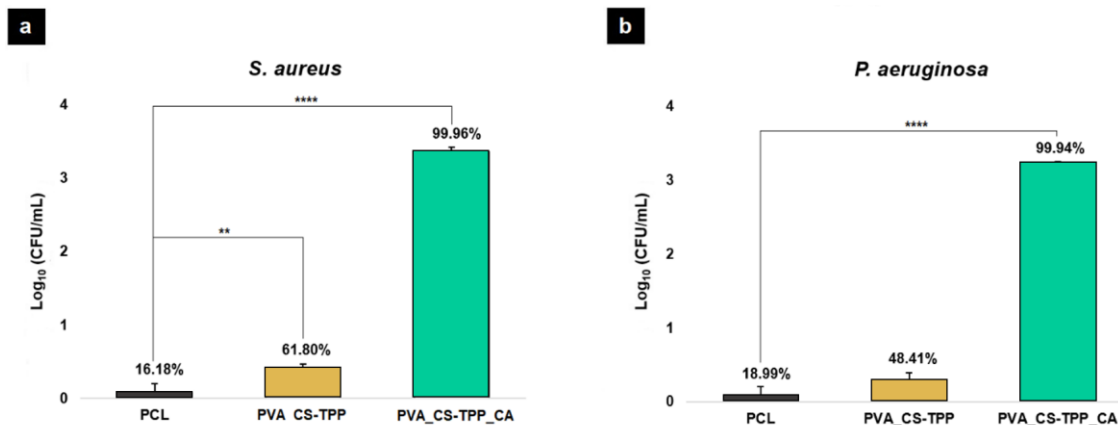 a
S. aureus
Log10 (CFU/mL)
4
3
2
1
0
****
**
16.18%
61.80%
99.96%
PCL
PVA CS-TPP
PVA_CS-TPP_CA
b
P. aeruginosa
Log10 (CFU/mL)
4
3
2
1
0
****
18.99%
48.41%
99.94%
PCL
PVA_CS-TPP
PVA_CS-TPP_CA